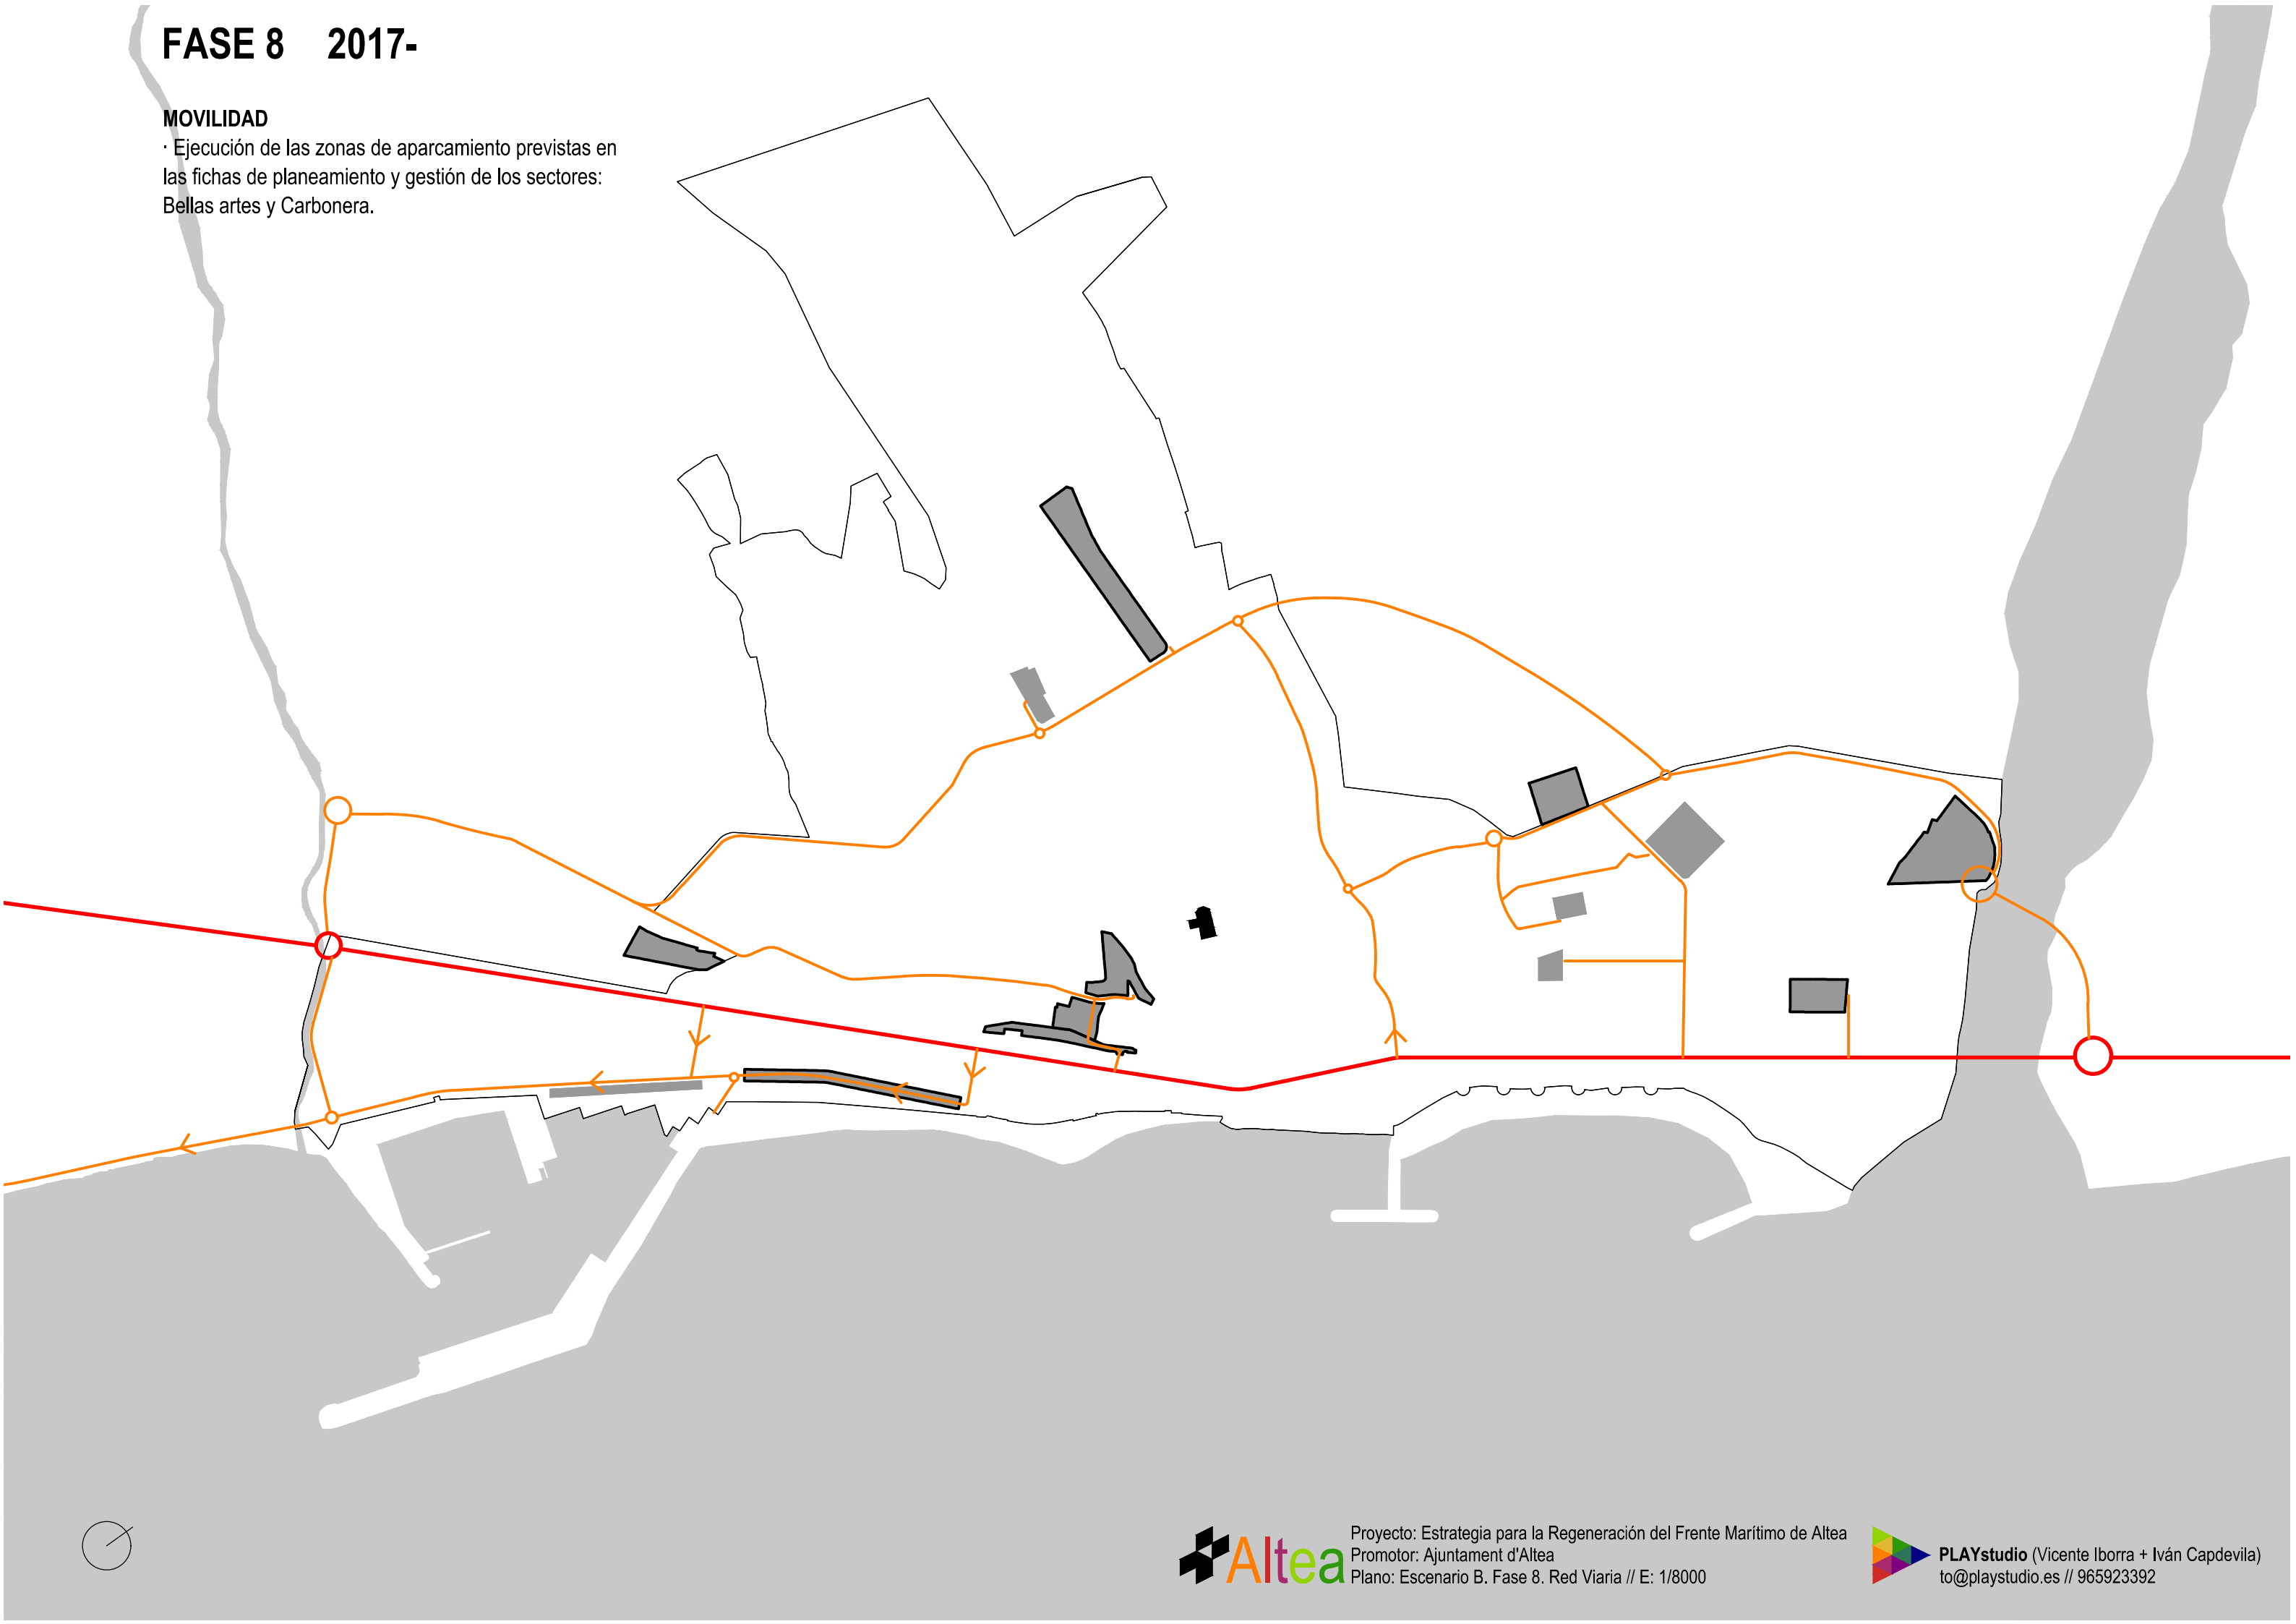 FASE 8 2017-
MOVILIDAD
· Ejecución de las zonas de aparcamiento previstas en
las fichas de planeamiento y gestión de los sectores:
Bellas artes y Carbonera.
Altea
Proyecto: Estrategia para la Regeneración del Frente Marítimo de Altea
Promotor: Ajuntament d'Altea
Plano: Escenario B. Fase 8. Red Viaria // E: 1/8000
PLAYstudio (Vicente Iborra + Iván Capdevila)
to@playstudio.es // 965923392